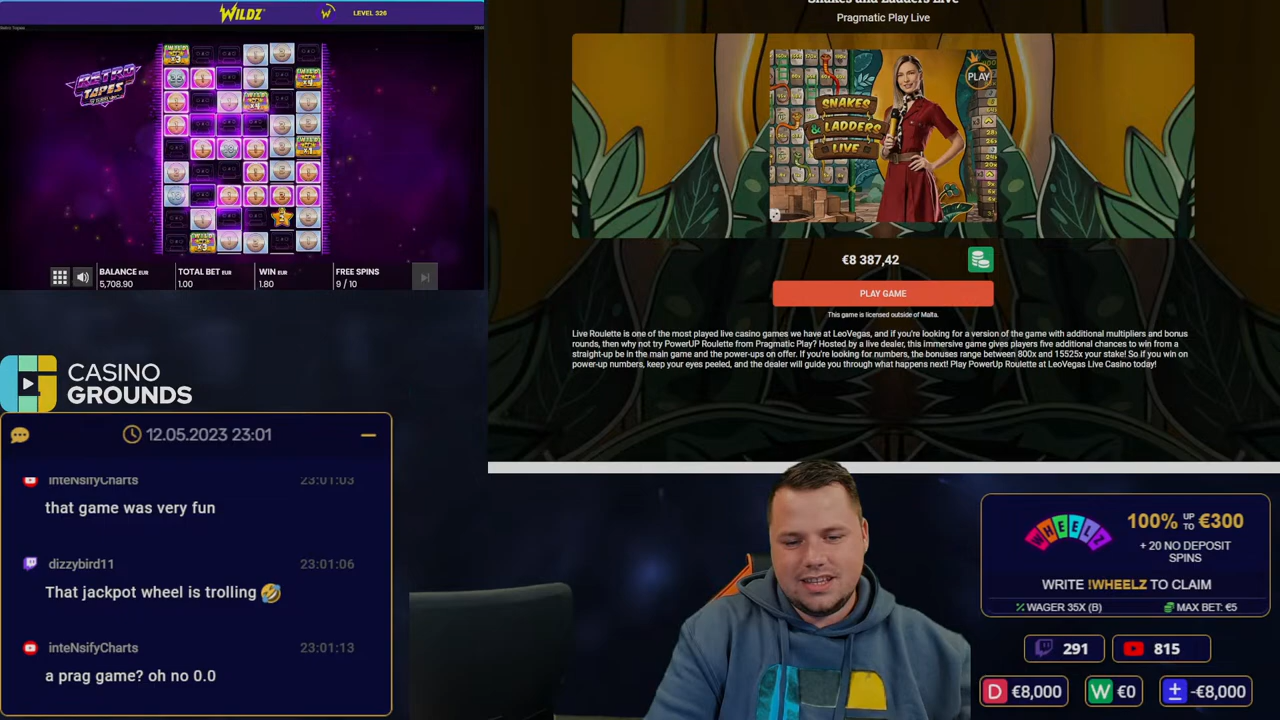 WILDZ
LEVEL 326
RETRO
TAPES
BALANCE EUR
5,708.90
TOTAL BET EUR
1.00
WIN EUR
1.80
FREE SPINS
9 / 10
CASINO
GROUNDS
12.05.2023 23:01
inteNsifyCharts 23:01:03
that game was very fun
dizzybird11 23:01:06
That jackpot wheel is trolling 🤣
inteNsifyCharts 23:01:13
a prag game? oh no 0.0
Snakes and Ladders Live
Pragmatic Play Live
SNAKES
& LADDERS
LIVE
PLAY
€8 387,42
PLAY GAME
This game is licensed outside of Malta.
Live Roulette is one of the most played live casino games we have at LeoVegas, and if you're looking for a version of the game with additional multipliers and bonus
rounds, then why not try PowerUP Roulette from Pragmatic Play? Hosted by a live dealer, this immersive game gives players five additional chances to win from a
straight-up be in the main game and the power-ups on offer. If you're looking for numbers, the bonuses range between 800x and 15525x your stake! So if you win on
power-up numbers, keep your eyes peeled, and the dealer will guide you through what happens next! Play PowerUp Roulette at LeoVegas Live Casino today!
WHEELZ
100% UP TO €300
+ 20 NO DEPOSIT
SPINS
WRITE !WHEELZ TO CLAIM
WAGER 35X (B)
MAX BET: €5
291
815
D €8,000
W €0
± -€8,000